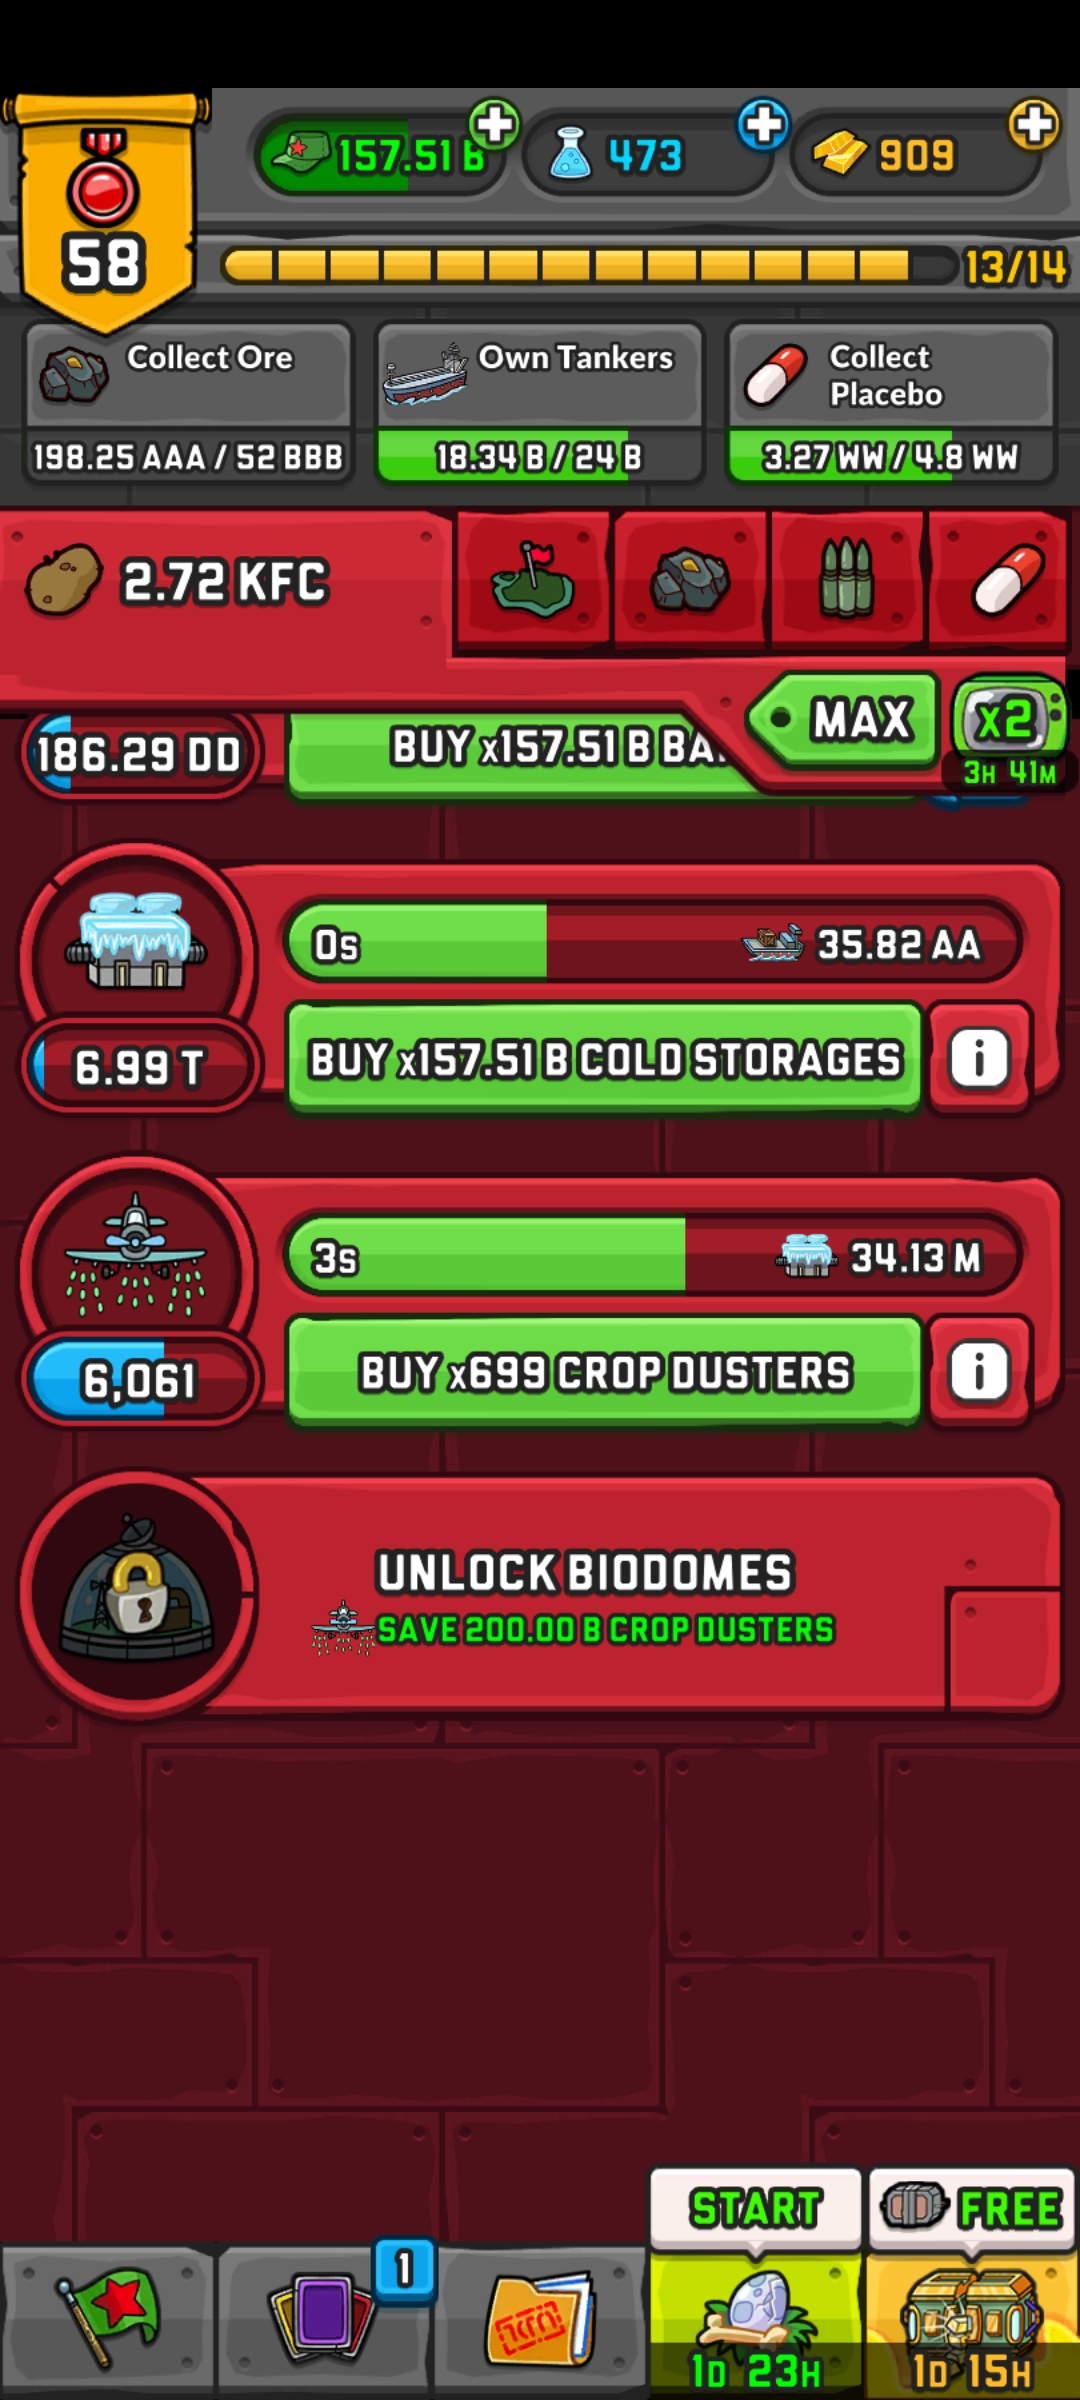 58
157.51 B
473
909
13/14
Collect Ore
198.25 AAA / 52 BBB
Own Tankers
18.34 B / 24 B
Collect
Placebo
3.27 WW / 4.8 WW
2.72 KFC
MAX
x2
3H 41M
186.29 DD
BUY x157.51 B
0s
35.82 AA
6.99 T
BUY x157.51 B COLD STORAGES
i
3s
34.13 M
6,061
BUY x699 CROP DUSTERS
i
UNLOCK BIODOMES
SAVE 200.00 B CROP DUSTERS
START
FREE
1
1D 23H
1D 15H